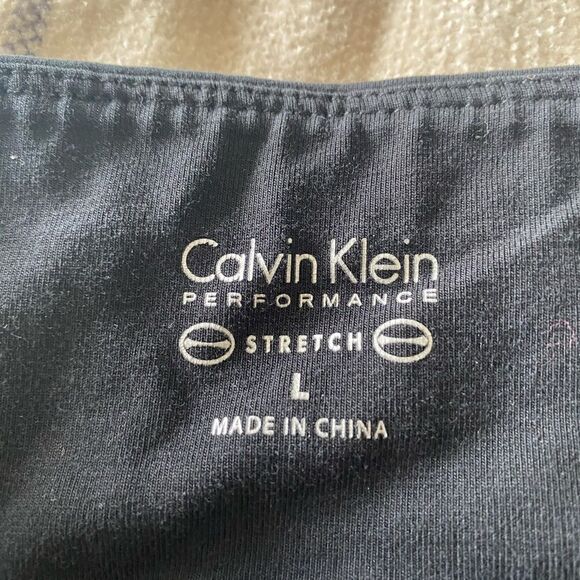 Calvin Klein
PERFORMANCE
STRETCH
L
MADE IN CHINA